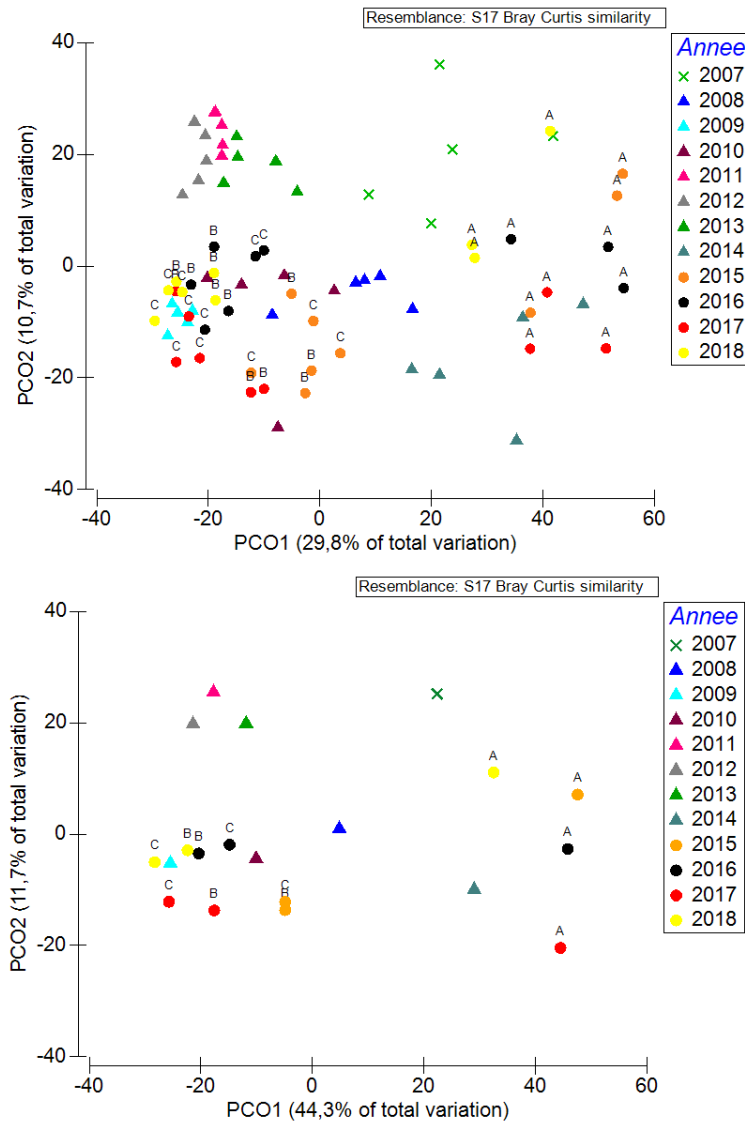 Resemblance: S17 Bray Curtis similarity
Annee
2007
2008
2009
2010
2011
2012
2013
2014
2015
2016
2017
2018
40
20
0
-20
-40
PCO2 (10,7% of total variation)
A
A
A
A
A
A
A
A
A
A
A
A
B
C
C
B
B
C
B
C
B
B
C
C
C
B
C
C
C
C
B
B
C
B
B
-40
-20
0
20
40
60
PCO1 (29,8% of total variation)
Resemblance: S17 Bray Curtis similarity
Annee
2007
2008
2009
2010
2011
2012
2013
2014
2015
2016
2017
2018
40
20
0
-20
-40
PCO2 (11,7% of total variation)
A
A
A
A
C
B
B
C
C
B
C
B
-40
-20
0
20
40
60
PCO1 (44,3% of total variation)